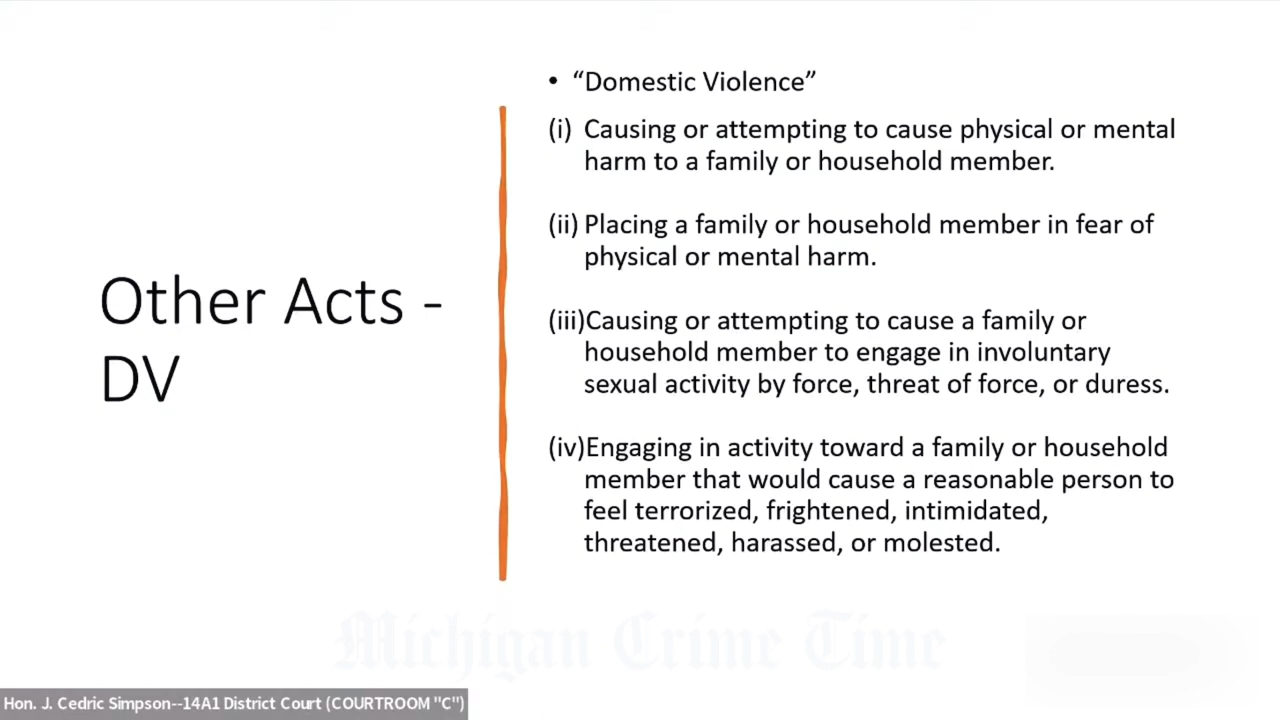 Other Acts -
DV
• “Domestic Violence”
(i) Causing or attempting to cause physical or mental
harm to a family or household member.
(ii) Placing a family or household member in fear of
physical or mental harm.
(iii)Causing or attempting to cause a family or
household member to engage in involuntary
sexual activity by force, threat of force, or duress.
(iv)Engaging in activity toward a family or household
member that would cause a reasonable person to
feel terrorized, frightened, intimidated,
threatened, harassed, or molested.
Michigan Crime Time
Hon. J. Cedric Simpson--14A1 District Court (COURTROOM "C")